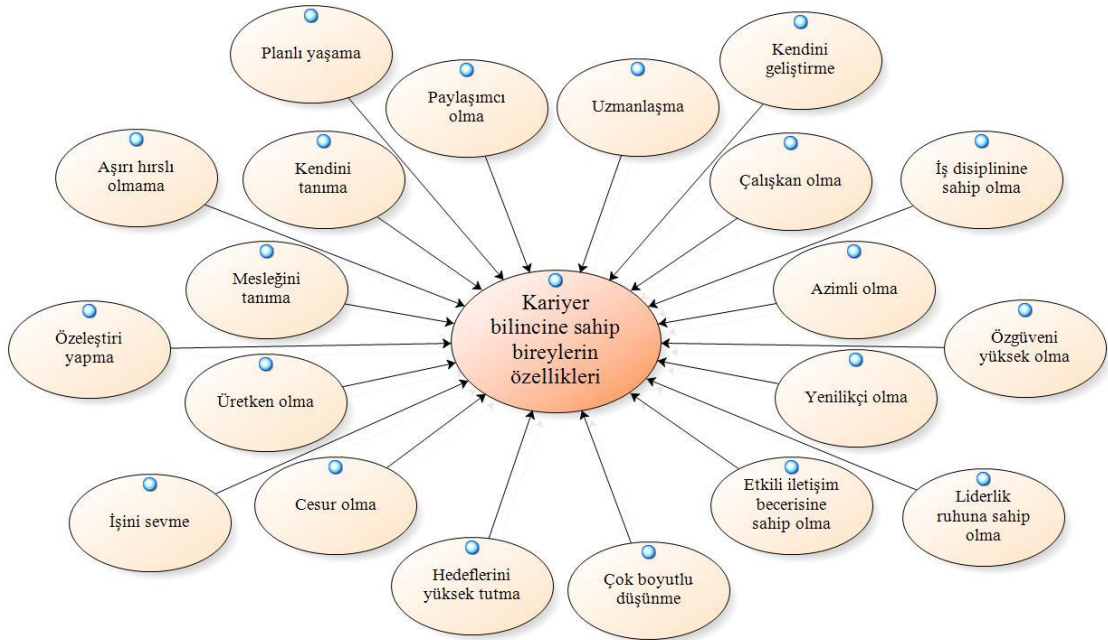 Planlı yaşama
Paylaşımcı
olma
Uzmanlaşma
Kendini
geliştirme
Aşırı hırslı
olmama
Kendini
tanıma
Çalışkan olma
İş disiplinine
sahip olma
Mesleğini
tanıma
Kariyer
bilincine sahip
bireylerin
özellikleri
Azimli olma
Özeleştiri
yapma
Özgüveni
yüksek olma
Üretken olma
Yenilikçi olma
İşini sevme
Cesur olma
Etkili iletişim
becerisine
sahip olma
Liderlik
ruhuna sahip
olma
Hedeflerini
yüksek tutma
Çok boyutlu
düşünme